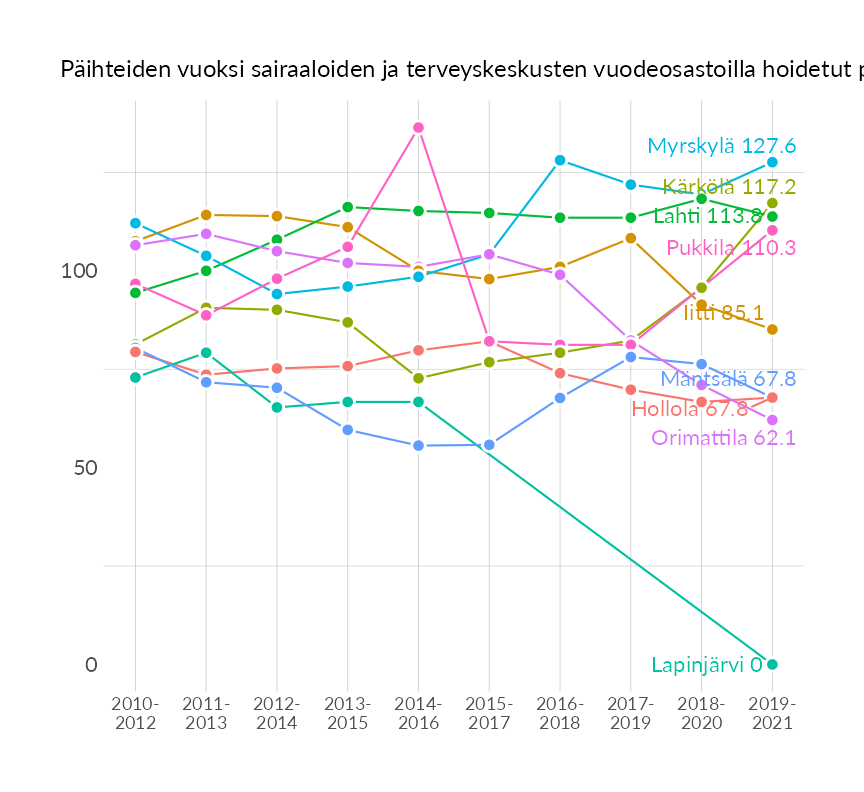 Päihteiden vuoksi sairaaloiden ja terveyskeskusten vuodeosastoilla hoidetut
Myrskylä 127.6
Kärkölä 117.2
Lahti 113.8
Pukkila 110.3
100
Iitti 85.1
Mäntsälä 67.8
Hollola 67.8
Orimattila 62.1
50
0
Lapinjärvi 0
2010-
2012
2011-
2013
2012-
2014
2013-
2015
2014-
2016
2015-
2017
2016-
2018
2017-
2019
2018-
2020
2019-
2021